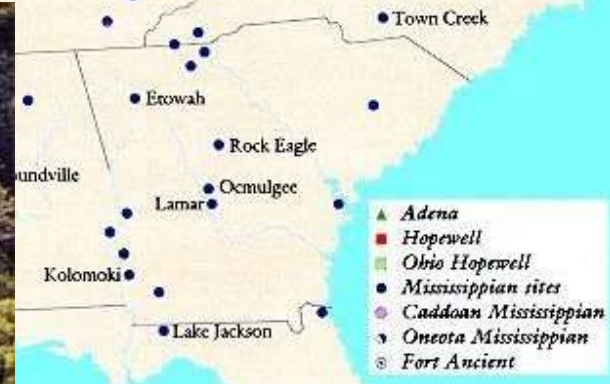 Town Creek
Etowah
Rock Eagle
undville
Ocmulgee
Lamar
Kolomoki
Lake Jackson
Adena
Hopewell
Ohio Hopewell
Mississippian sites
Caddoan Mississippian
Oneota Mississippian
Fort Ancient